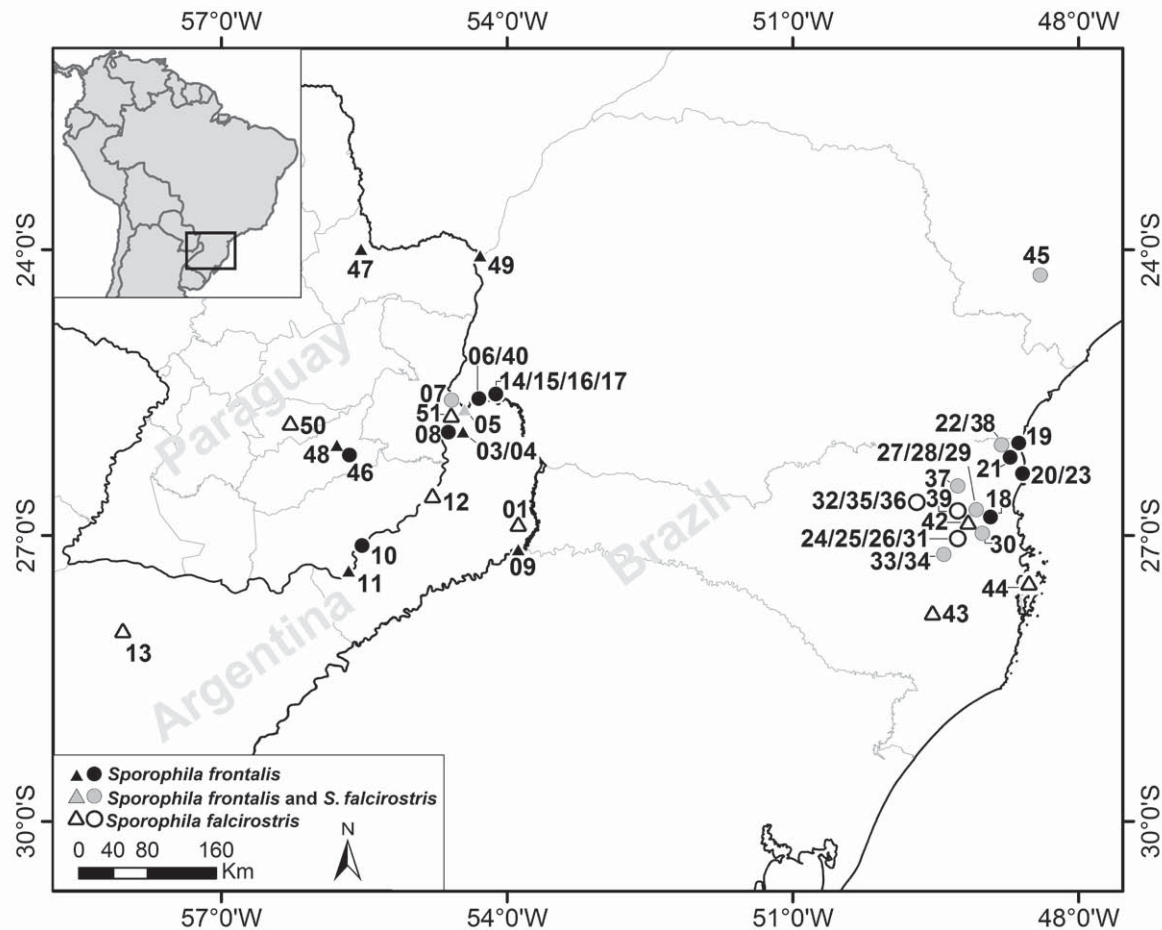 57°0'W 54°0'W 51°0'W 48°0'W
24°0'S 24°0'S
45
47
49
06/40
14/15/16/17
Paraguay
07
51
05
50
08
03/04
48
46
22/38
19
27/28/29
21
20/23
37
32/35/36
39
18
42
12
01
24/25/26/31
30
27°0'S 27°0'S
10
09
33/34
Brazil
11
44
43
13
Argentina
Sporophila frontalis
Sporophila frontalis and S. falcirostris
Sporophila falcirostris
N
0 40 80 160
Km
30°0'S 30°0'S
57°0'W 54°0'W 51°0'W 48°0'W